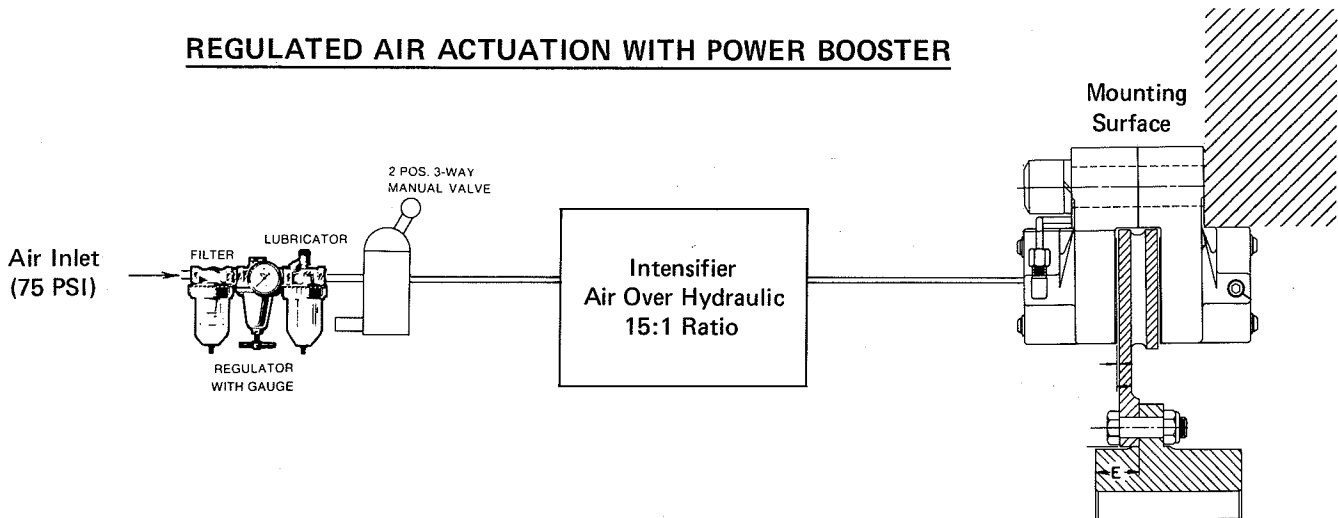 REGULATED AIR ACTUATION WITH POWER BOOSTER
Mounting
Surface
2 POS. 3-WAY
MANUAL VALVE
LUBRICATOR
FILTER
Air Inlet
(75 PSI)
Intensifier
Air Over Hydraulic
15:1 Ratio
REGULATOR
WITH GAUGE
E